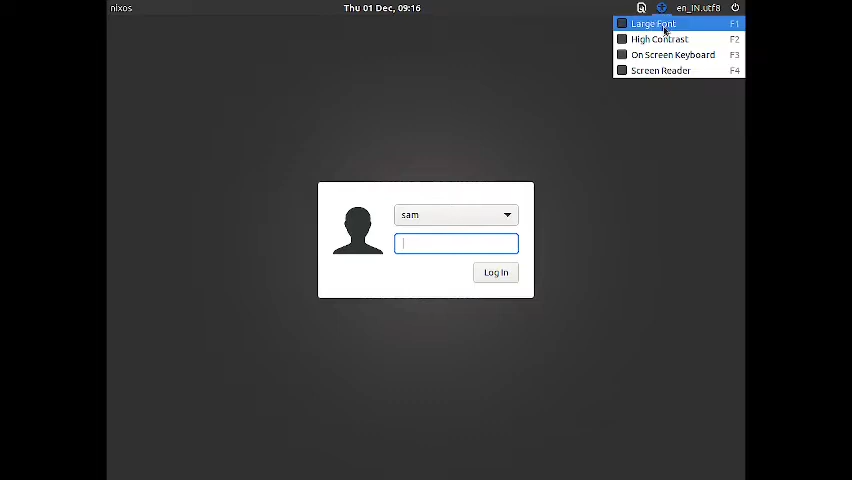 nixos
Thu 01 Dec, 09:16
en_IN.utf8
Large Font F1
High Contrast F2
On Screen Keyboard F3
Screen Reader F4
sam
Log In